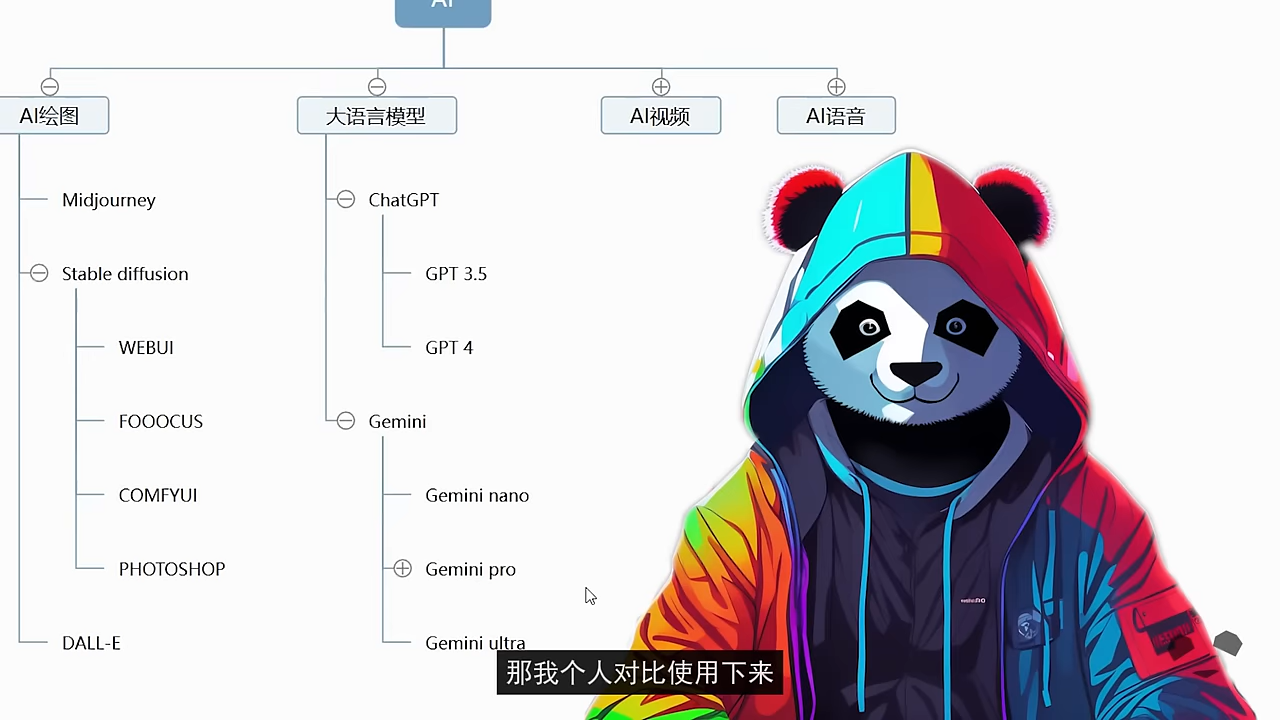 AI
AI绘图
大语言模型
AI视频
AI语音
Midjourney
Stable diffusion
WEBUI
FOOOCUS
COMFYUI
PHOTOSHOP
DALL-E
ChatGPT
GPT 3.5
GPT 4
Gemini
Gemini nano
Gemini pro
Gemini ultra
那我个人对比使用下来